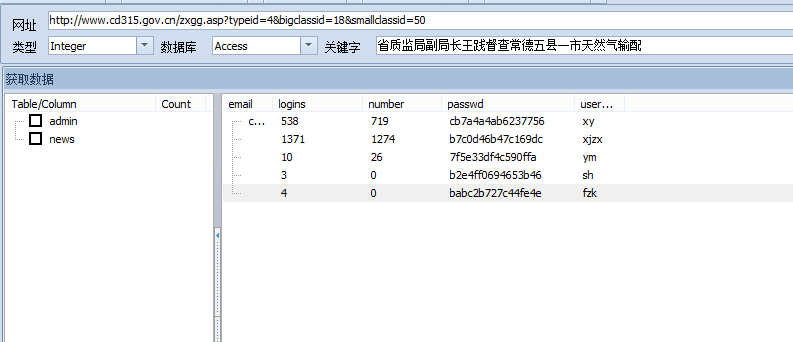 网址 http://www.cd315.gov.cn/zxgg.asp?typeid=4&bigclassid=18&smallclassid=50
类型 Integer 数据库 Access 关键字 省质监局副局长王践督查常德五县一市天然气输配
获取数据
Table/Column Count email logins number passwd user...
admin c... 538 719 cb7a4a4ab6237756 xy
news 1371 1274 b7c0d46b47c169dc xjzx
10 26 7f5e33df4c590ffa ym
3 0 b2e4ff0694653b46 sh
4 0 babc2b727c44fe4e fzk